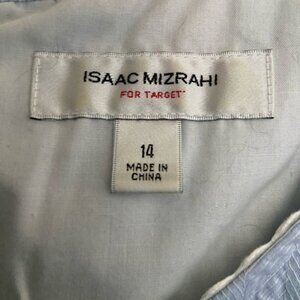 ISAAC MIZRAHI
FOR TARGET
14
MADE IN
CHINA